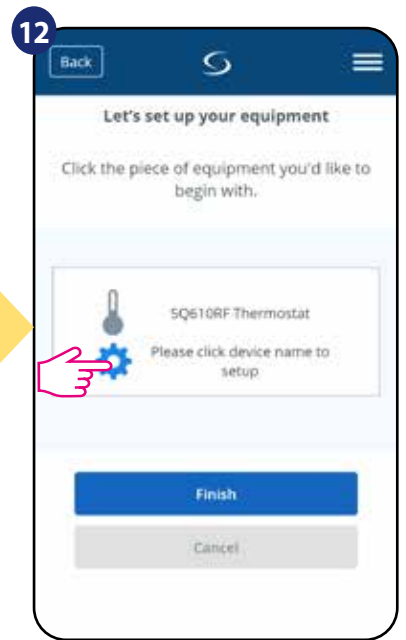 12
Back
Let's set up your equipment
Click the piece of equipment you'd like to
begin with.
SQ610RF Thermostat
Please click device name to
setup
Finish
Cancel